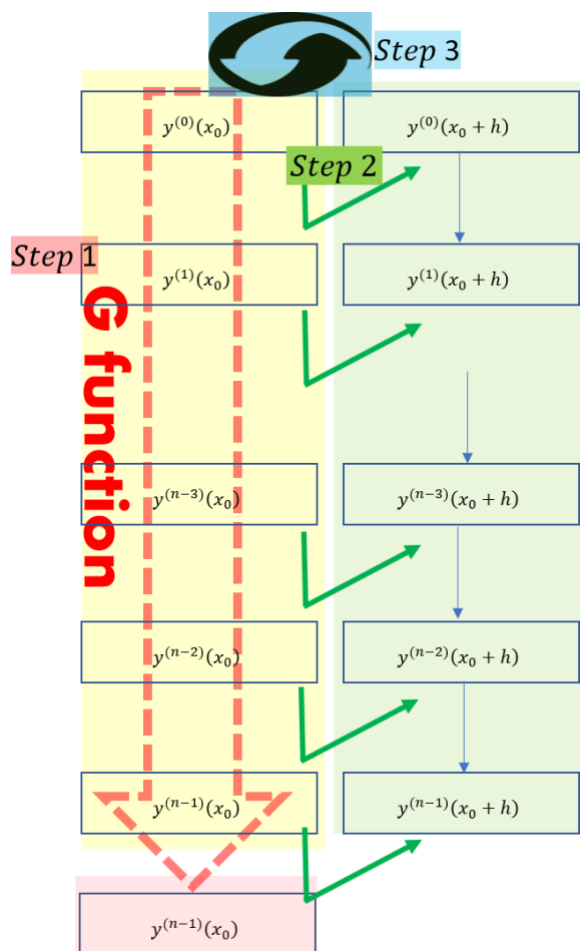 Step 3
y^{(0)}(x_0)
y^{(0)}(x_0 + h)
Step 2
Step 1
y^{(1)}(x_0)
y^{(1)}(x_0 + h)
G function
y^{(n-3)}(x_0)
y^{(n-3)}(x_0 + h)
y^{(n-2)}(x_0)
y^{(n-2)}(x_0 + h)
y^{(n-1)}(x_0)
y^{(n-1)}(x_0 + h)
y^{(n-1)}(x_0)